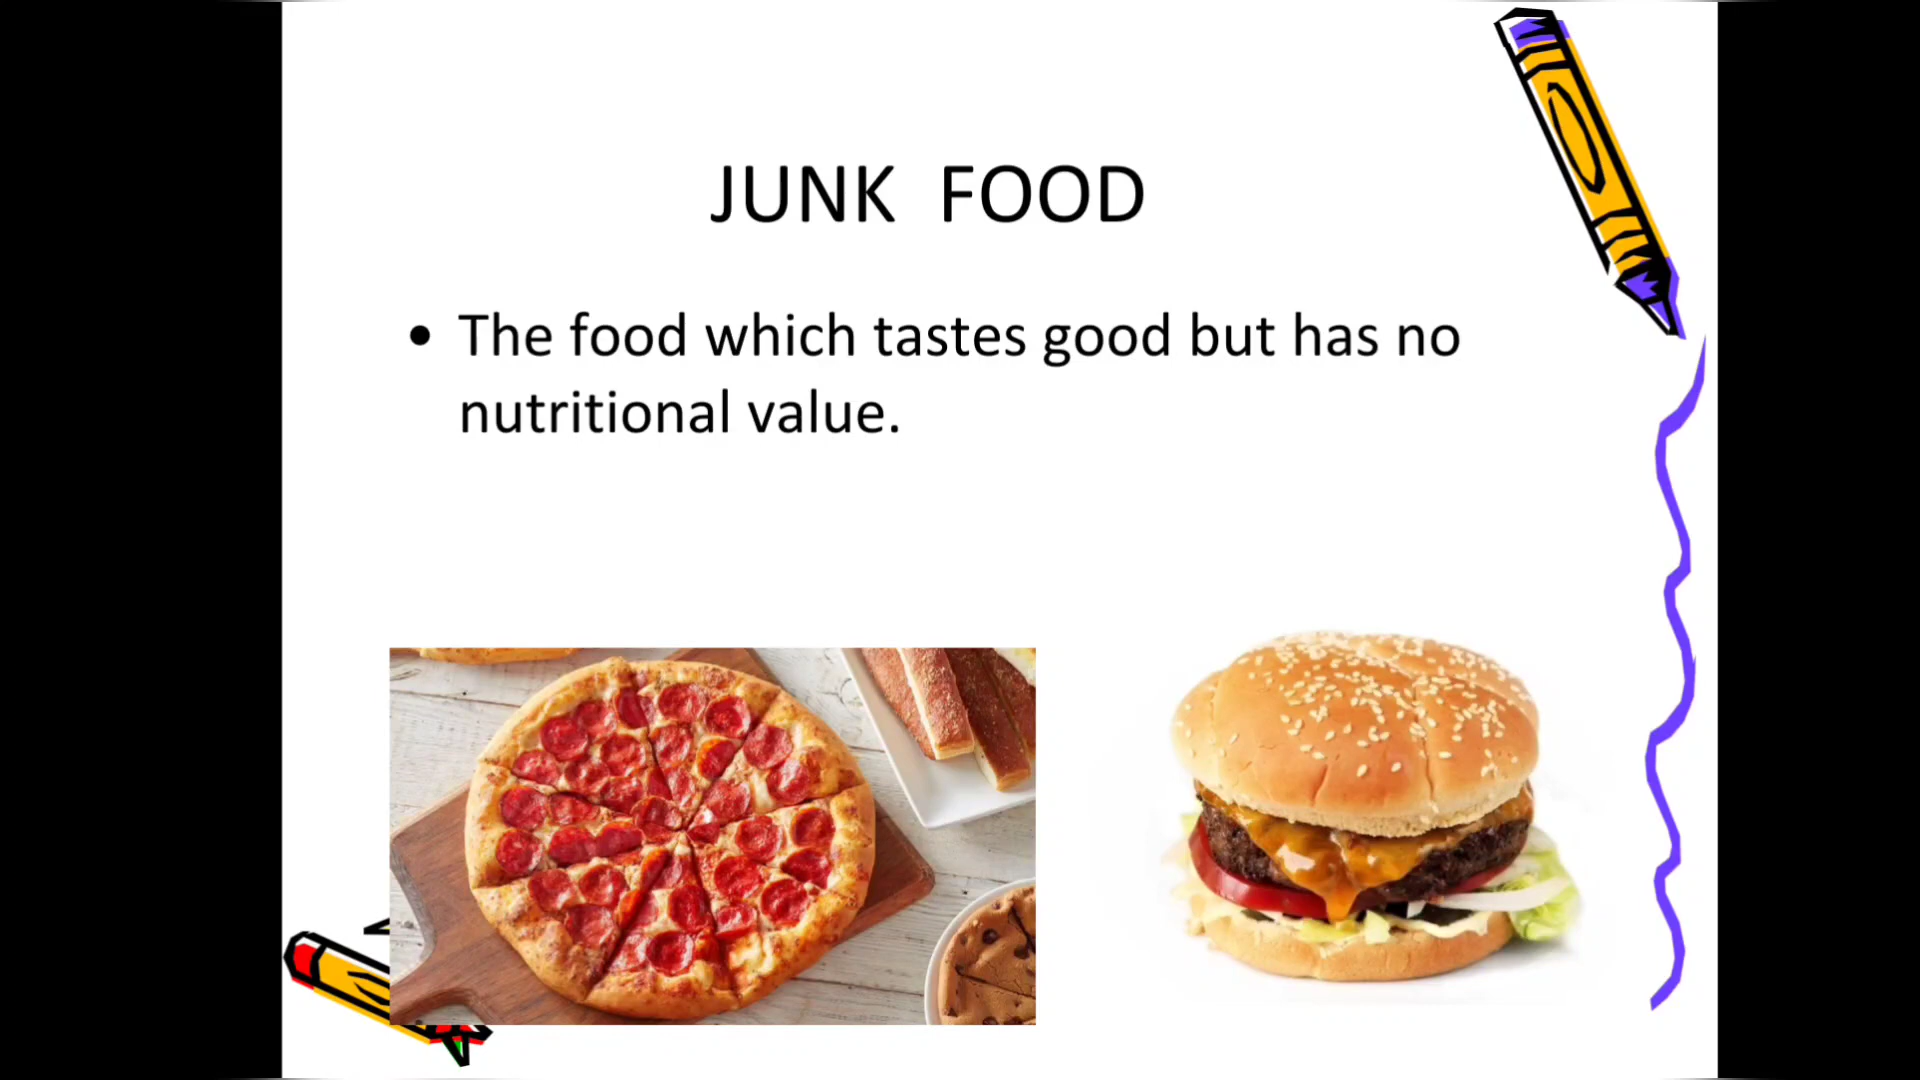 JUNK FOOD
• The food which tastes good but has no
nutritional value.